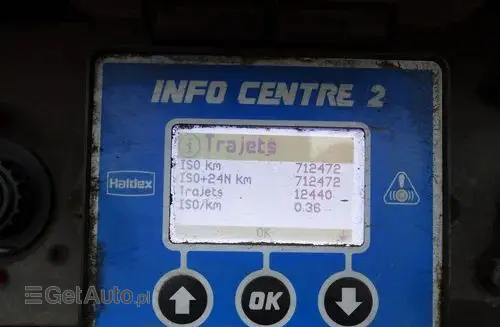 INFO CENTRE 2
i Trajets
ISO km 712472
ISO+24N km 712472
Trajets 12440
ISO/km 0.36
OK
Haldex
OK
GetAuto.pl